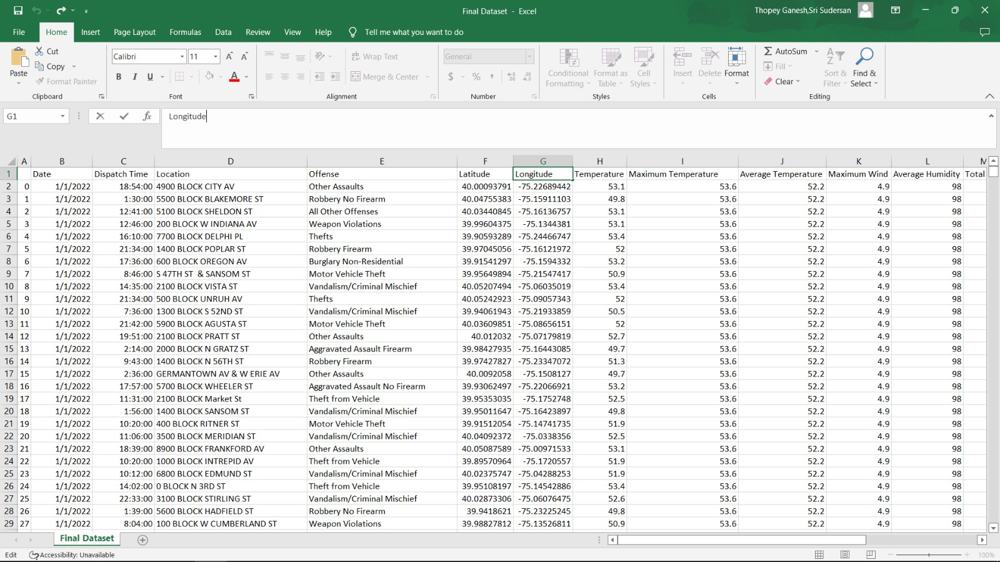 Final Dataset - Excel
Thopey Ganesh,Sri Sudersan
File Home Insert Page Layout Formulas Data Review View Help Tell me what you want to do
Cut
Calibri 11 A A ab Wrap Text General AutoSum
Copy
Paste Conditional Format as Cell Insert Delete Format Fill Sort & Find &
Format Painter B I U A Merge & Center $ % , Formatting Table Styles Clear Filter Select
Clipboard Font Alignment Number Styles Cells Editing
G1 fx Longitude
A B C D E F G H I J K L M
1 Date Dispatch Time Location Offense Latitude Longitude Temperature Maximum Temperature Average Temperature Maximum Wind Average Humidity Total
2 0 1/1/2022 18:54:00 4900 BLOCK CITY AV Other Assaults 40.00093791 -75.22689442 53.1 53.6 52.2 4.9 98
3 1 1/1/2022 1:30:00 5500 BLOCK BLAKEMORE ST Robbery No Firearm 40.04755383 -75.15911103 49.8 53.6 52.2 4.9 98
4 2 1/1/2022 12:41:00 5100 BLOCK SHELDON ST All Other Offenses 40.03440845 -75.16136757 53.1 53.6 52.2 4.9 98
5 3 1/1/2022 12:46:00 200 BLOCK W INDIANA AV Weapon Violations 39.99604375 -75.1344381 53.1 53.6 52.2 4.9 98
6 4 1/1/2022 16:10:00 7700 BLOCK DELPHI PL Thefts 39.90593289 -75.24466747 53.4 53.6 52.2 4.9 98
7 5 1/1/2022 21:34:00 1400 BLOCK POPLAR ST Robbery Firearm 39.97045056 -75.16121972 52 53.6 52.2 4.9 98
8 6 1/1/2022 17:36:00 600 BLOCK OREGON AV Burglary Non-Residential 39.91541297 -75.1594332 53.2 53.6 52.2 4.9 98
9 7 1/1/2022 8:46:00 S 47TH ST & SANSOM ST Motor Vehicle Theft 39.95649894 -75.21547417 50.9 53.6 52.2 4.9 98
10 8 1/1/2022 14:35:00 2100 BLOCK VISTA ST Vandalism/Criminal Mischief 40.05207494 -75.06035019 53.4 53.6 52.2 4.9 98
11 9 1/1/2022 21:34:00 500 BLOCK UNRUH AV Thefts 40.05242923 -75.09057343 52 53.6 52.2 4.9 98
12 10 1/1/2022 7:36:00 1300 BLOCK S 52ND ST Vandalism/Criminal Mischief 39.94061943 -75.21933859 50.5 53.6 52.2 4.9 98
13 11 1/1/2022 21:42:00 5900 BLOCK AGUSTA ST Motor Vehicle Theft 40.03609851 -75.08656151 52 53.6 52.2 4.9 98
14 12 1/1/2022 19:51:00 2100 BLOCK PRATT ST Other Assaults 40.012032 -75.07179819 52.7 53.6 52.2 4.9 98
15 13 1/1/2022 2:14:00 2000 BLOCK N GRATZ ST Aggravated Assault Firearm 39.98427935 -75.16443085 49.7 53.6 52.2 4.9 98
16 14 1/1/2022 9:43:00 1400 BLOCK N 56TH ST Robbery Firearm 39.97427827 -75.23347072 51.3 53.6 52.2 4.9 98
17 15 1/1/2022 2:36:00 GERMANTOWN AV & W ERIE AV Other Assaults 40.0092058 -75.1508127 49.7 53.6 52.2 4.9 98
18 16 1/1/2022 17:57:00 5700 BLOCK WHEELER ST Aggravated Assault No Firearm 39.93062497 -75.22066921 53.2 53.6 52.2 4.9 98
19 17 1/1/2022 11:31:00 2100 BLOCK Market St Theft from Vehicle 39.95353035 -75.1752748 52.5 53.6 52.2 4.9 98
20 18 1/1/2022 1:56:00 1400 BLOCK SANSOM ST Vandalism/Criminal Mischief 39.95011647 -75.16423897 49.8 53.6 52.2 4.9 98
21 19 1/1/2022 10:20:00 400 BLOCK RITNER ST Motor Vehicle Theft 39.91512054 -75.14741735 51.9 53.6 52.2 4.9 98
22 20 1/1/2022 11:06:00 3500 BLOCK MERIDIAN ST Vandalism/Criminal Mischief 40.04092372 -75.0338356 52.5 53.6 52.2 4.9 98
23 21 1/1/2022 18:39:00 8900 BLOCK FRANKFORD AV Other Assaults 40.05087589 -75.00971533 53.1 53.6 52.2 4.9 98
24 22 1/1/2022 10:20:00 1000 BLOCK INTREPID AV Theft from Vehicle 39.89570964 -75.1720557 51.9 53.6 52.2 4.9 98
25 23 1/1/2022 10:12:00 6800 BLOCK EDMUND ST Vandalism/Criminal Mischief 40.02375747 -75.04288253 51.9 53.6 52.2 4.9 98
26 24 1/1/2022 14:02:00 0 BLOCK N 3RD ST Theft from Vehicle 39.95108197 -75.14542886 53.4 53.6 52.2 4.9 98
27 25 1/1/2022 22:33:00 3100 BLOCK STIRLING ST Vandalism/Criminal Mischief 40.02873306 -75.06076475 52.6 53.6 52.2 4.9 98
28 26 1/1/2022 1:39:00 5600 BLOCK HADFIELD ST Robbery No Firearm 39.9418621 -75.23225245 49.8 53.6 52.2 4.9 98
29 27 1/1/2022 8:04:00 100 BLOCK W CUMBERLAND ST Weapon Violations 39.98827812 -75.13526811 50.9 53.6 52.2 4.9 98
Final Dataset
Edit Accessibility: Unavailable 100%